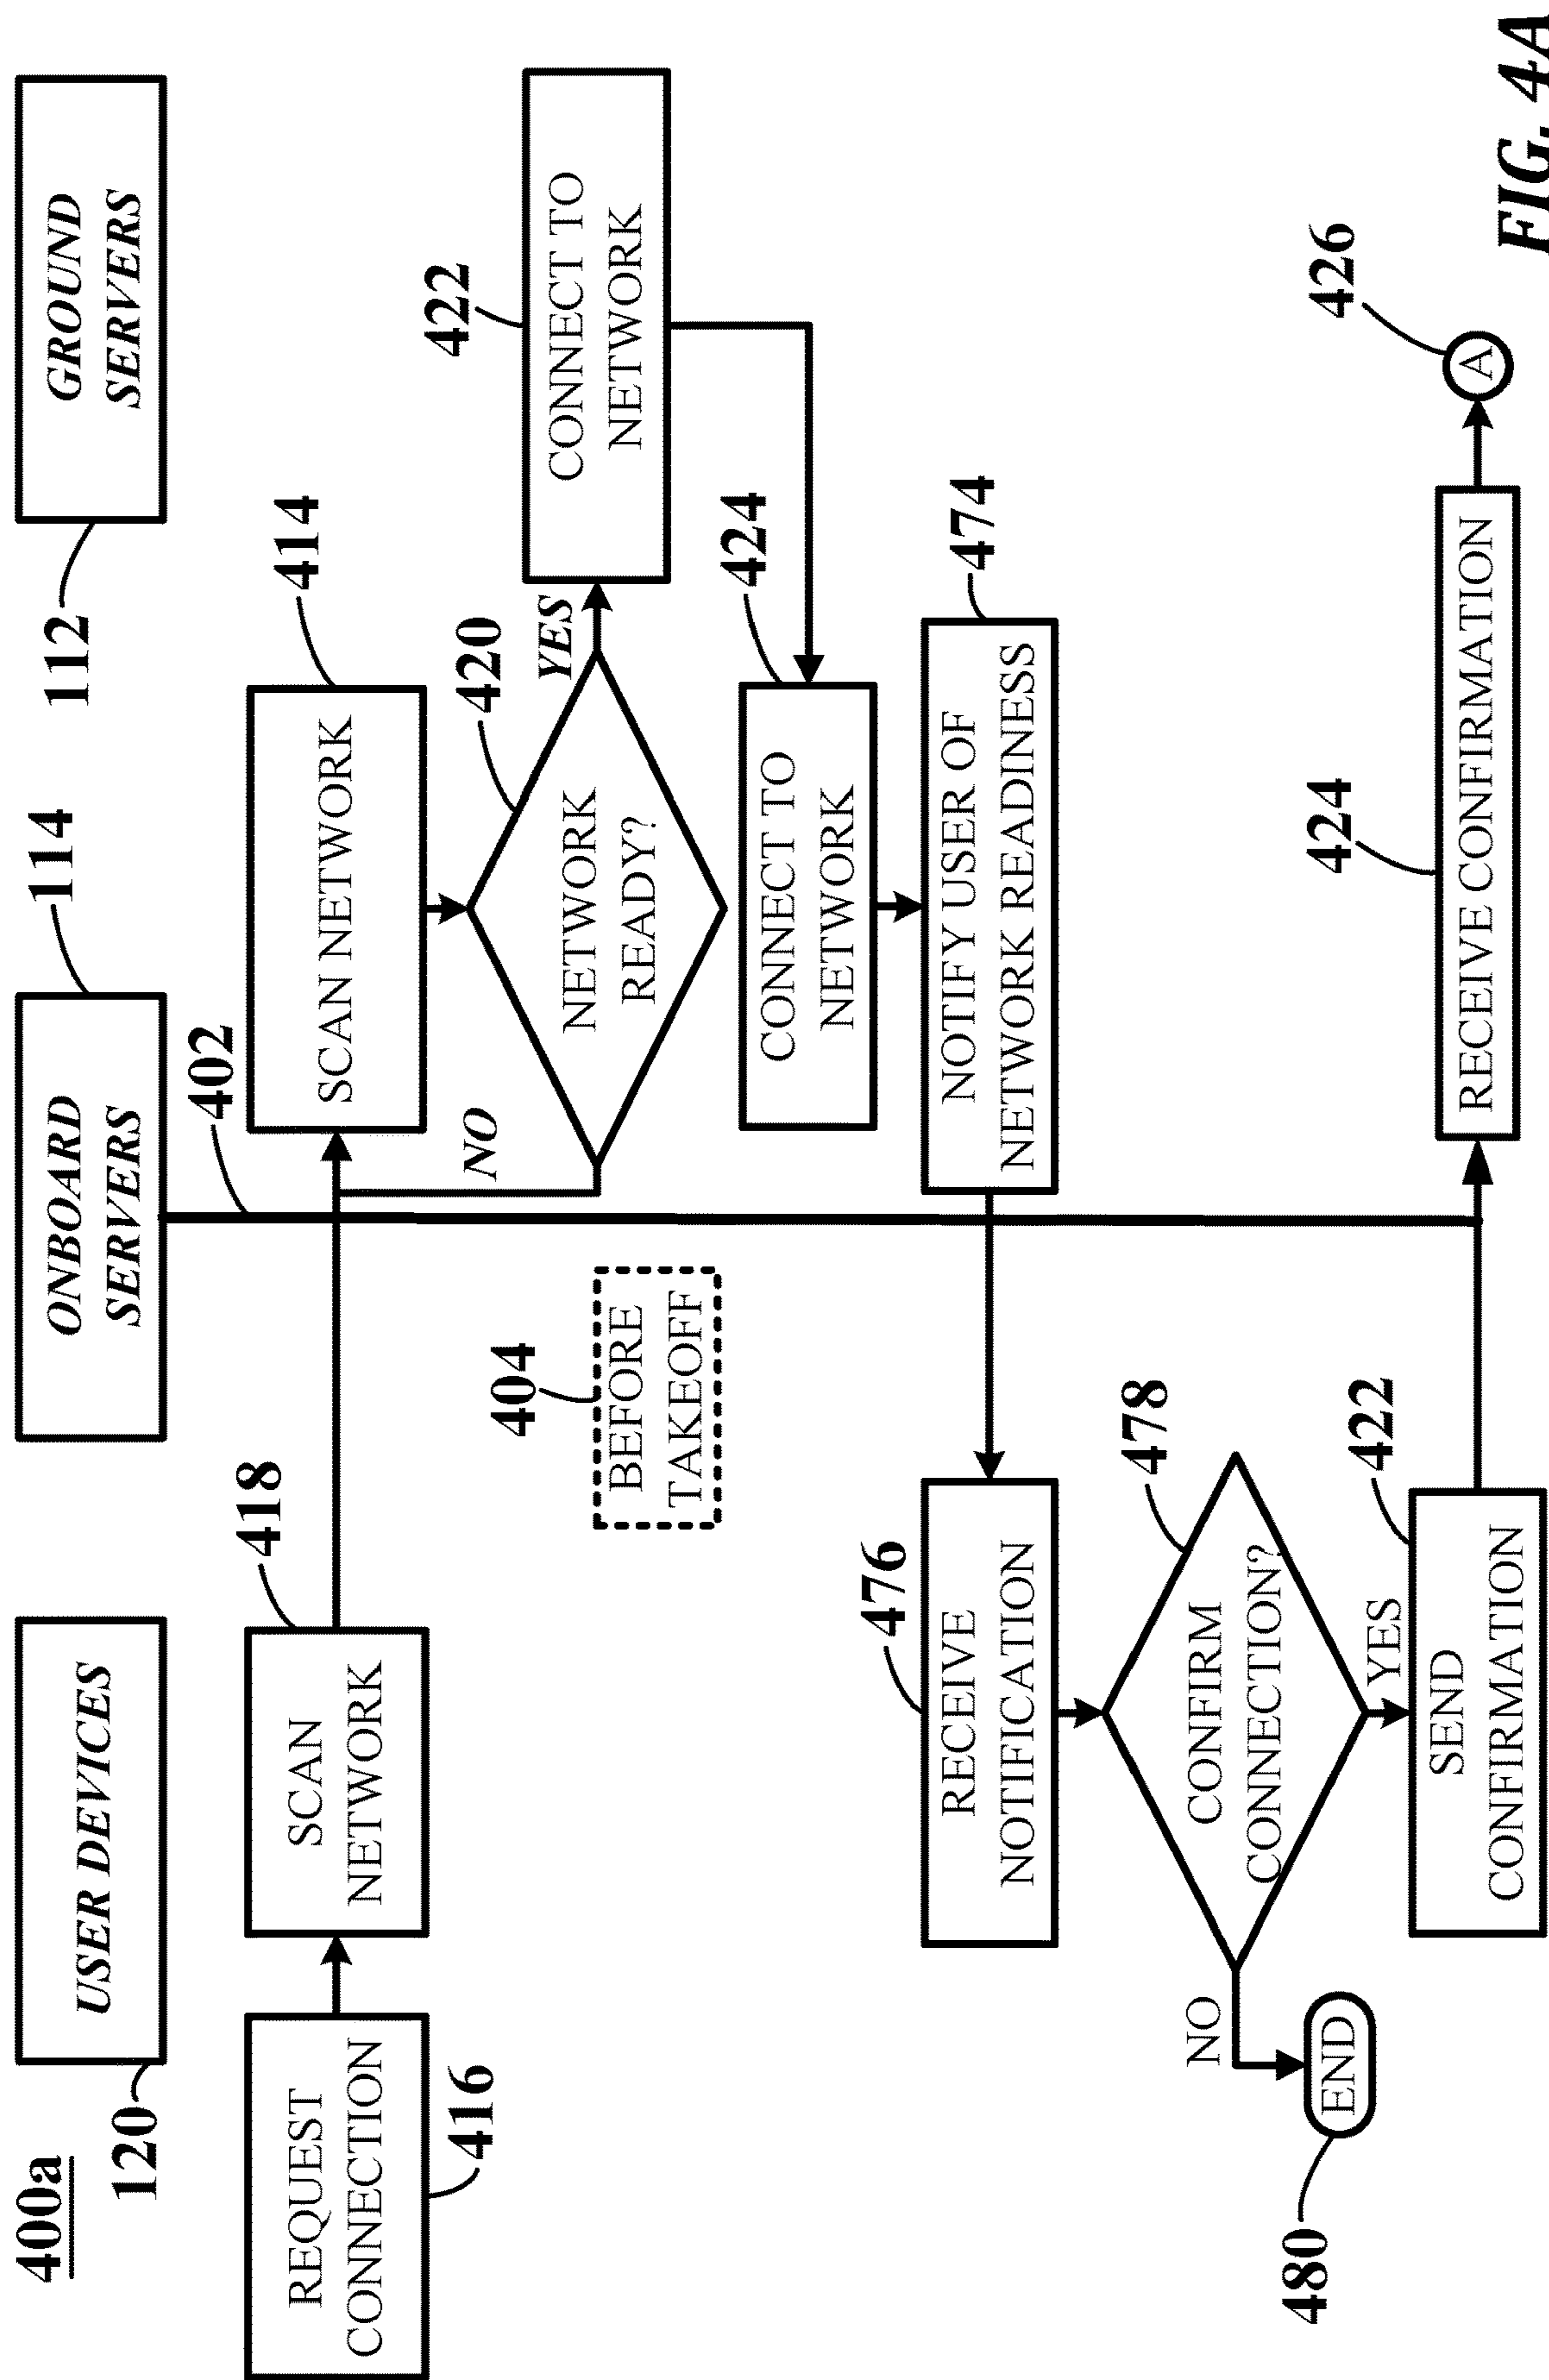 400a
120
USER DEVICES
ONBOARD
SERVERS
114
GROUND
SERVERS
112
402
REQUEST
CONNECTION
416
SCAN
NETWORK
418
SCAN NETWORK
414
NO
NETWORK
READY?
420
YES
CONNECT TO
NETWORK
422
404
BEFORE
TAKEOFF
CONNECT TO
NETWORK
424
NOTIFY USER OF
NETWORK READINESS
474
RECEIVE
NOTIFICATION
476
CONFIRM
CONNECTION?
478
NO
END
480
YES
SEND
CONFIRMATION
422
RECEIVE CONFIRMATION
424
A
426
FIG. 4A